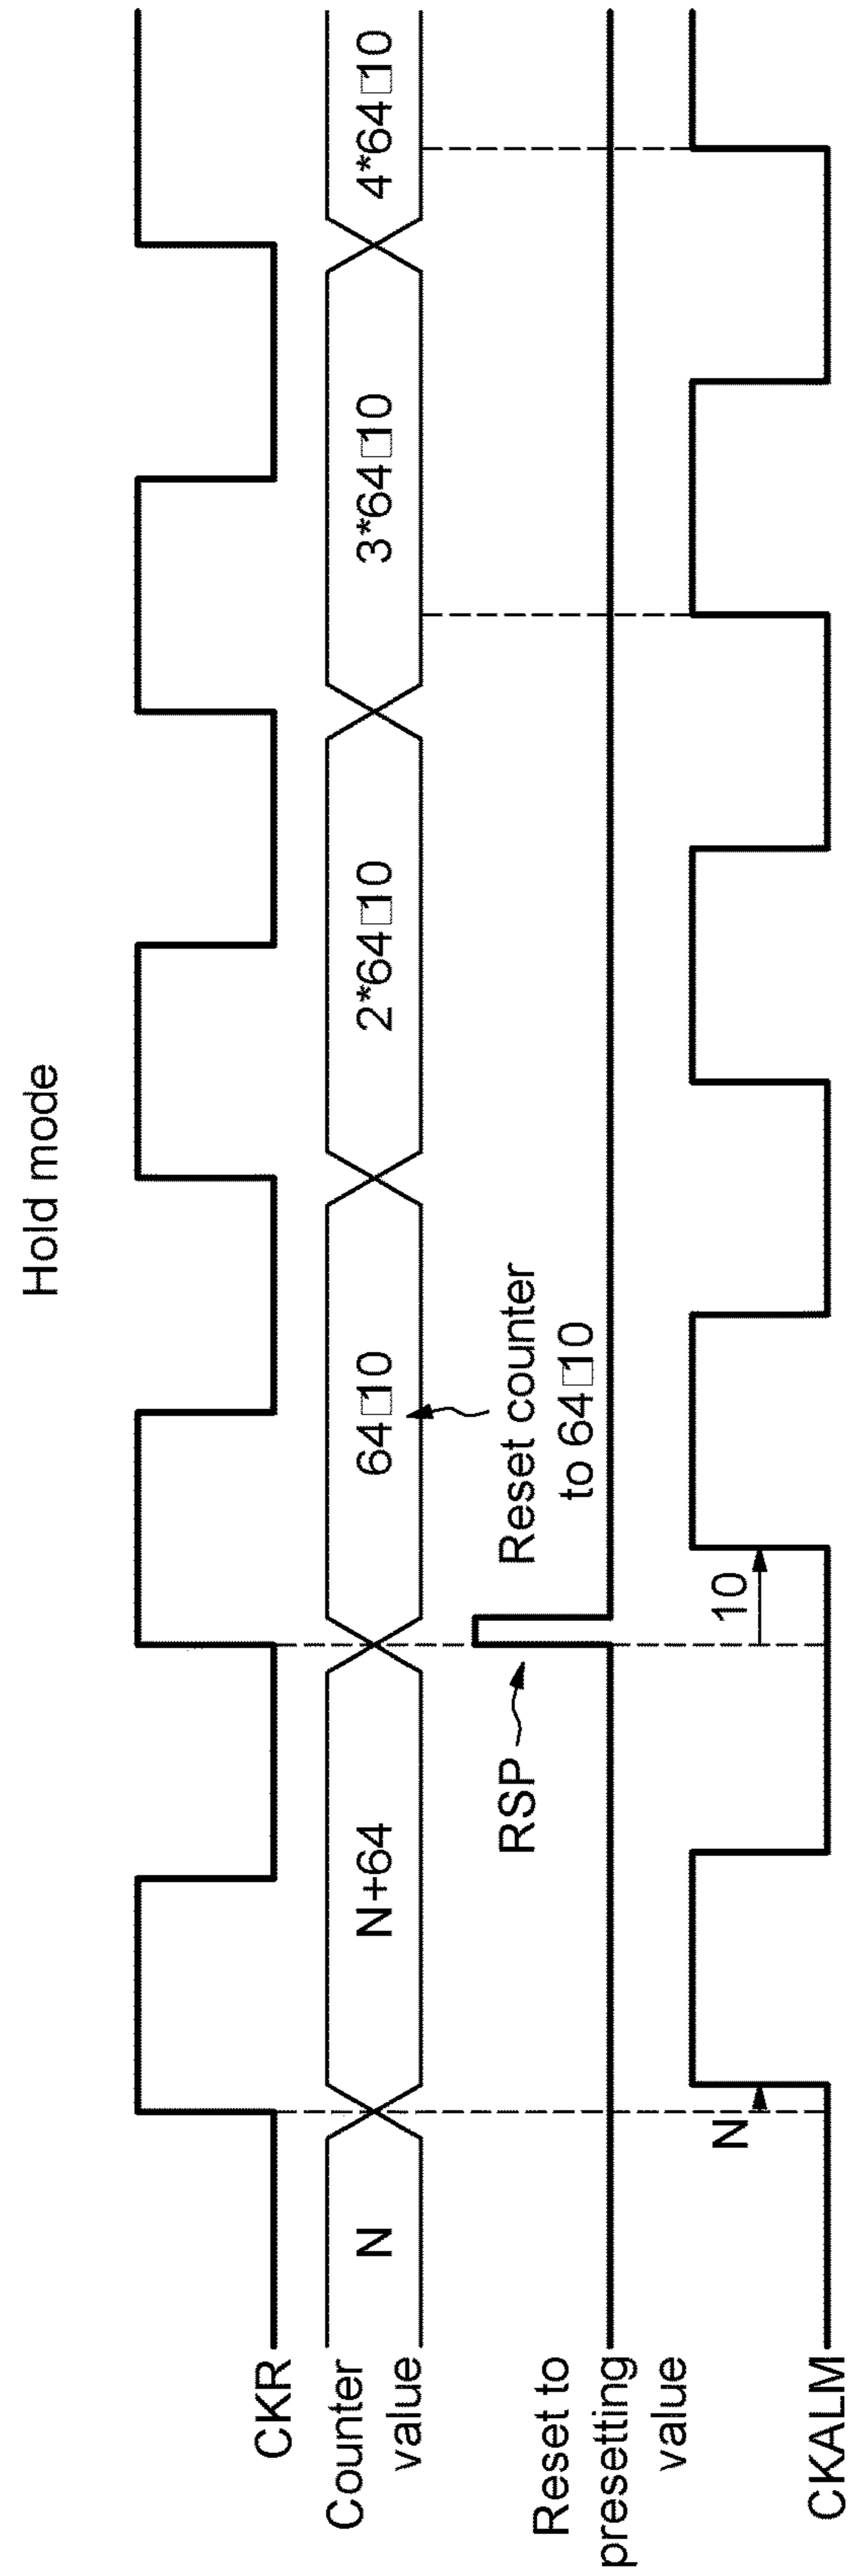 Hold mode
CKR
Counter
value
N
N+64
64□10
2*64□10
3*64□10
4*64□10
Reset counter
to 64□10
RSP
Reset to
presetting
value
N
10
CKALM